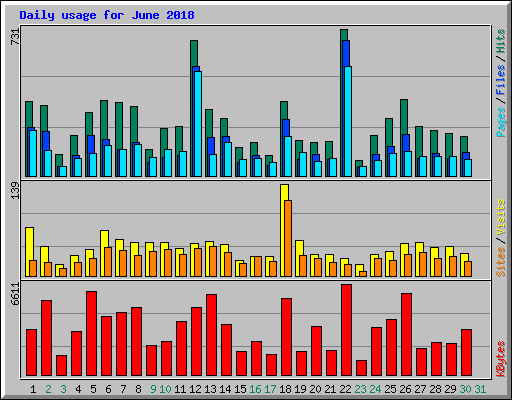 Daily usage for June 2018
731
Pages / Files / Hits
139
Sites / Visits
6611
KBytes
1 2 3 4 5 6 7 8 9 10 11 12 13 14 15 16 17 18 19 20 21 22 23 24 25 26 27 28 29 30 31